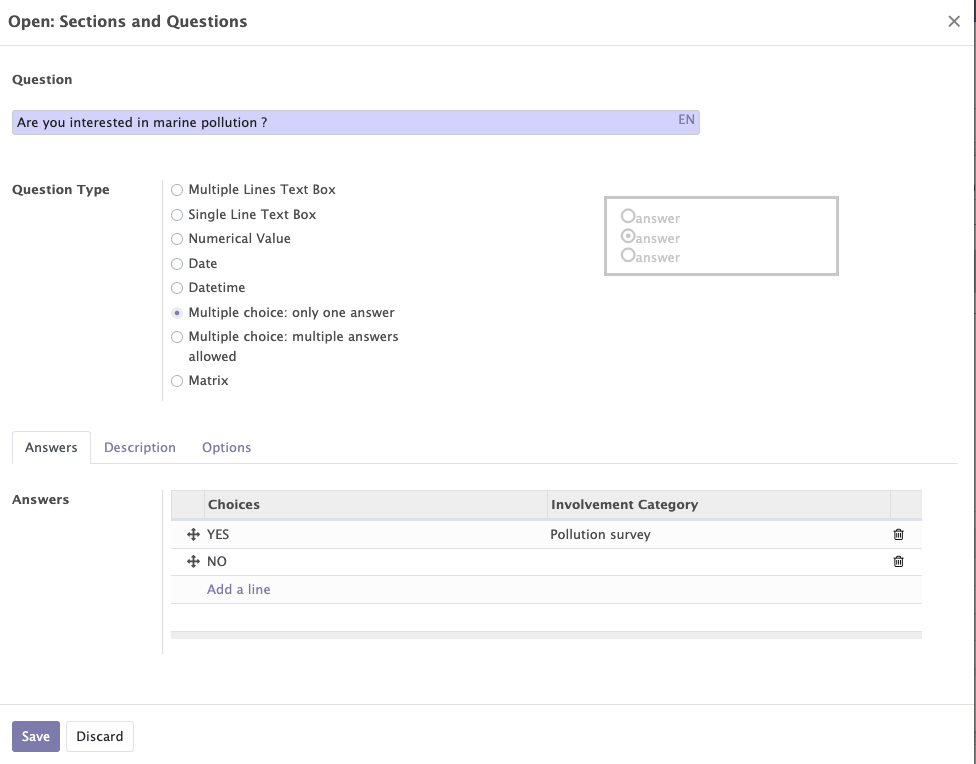 Open: Sections and Questions
Question
Are you interested in marine pollution ?
EN
Question Type
Multiple Lines Text Box
Single Line Text Box
Numerical Value
Date
Datetime
Multiple choice: only one answer
Multiple choice: multiple answers
allowed
Matrix
answer
answer
answer
Answers Description Options
Answers
Choices Involvement Category
YES Pollution survey
NO
Add a line
Save Discard